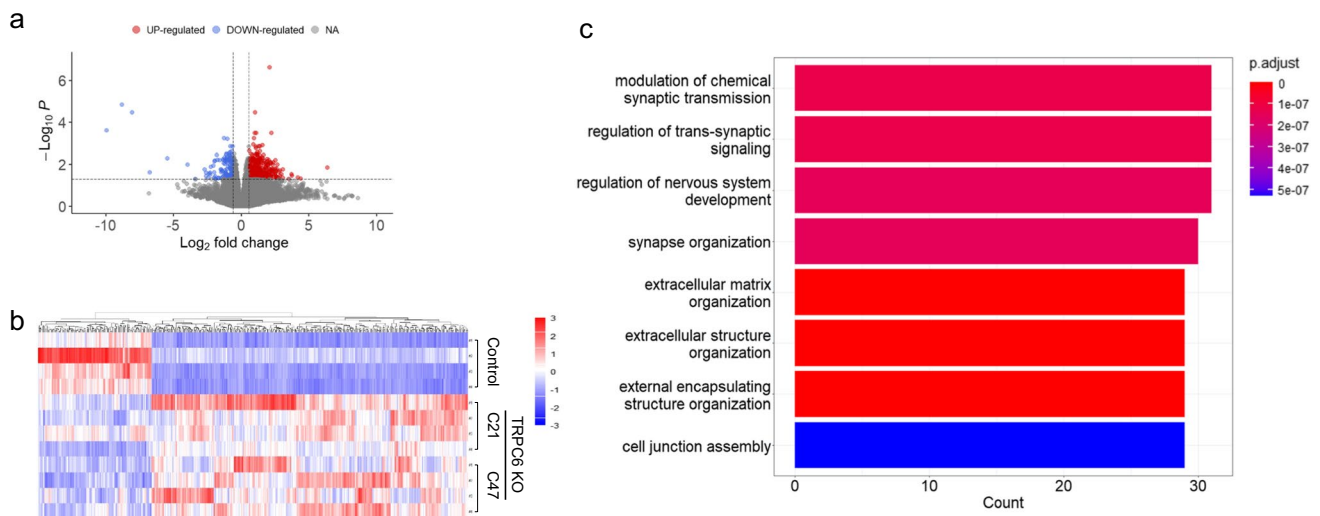 a
UP-regulated DOWN-regulated NA
6
4
2
0
−Log10 P
-10 -5 0 5 10
Log2 fold change
b
3
2
1
0
-1
-2
-3
Control
C21
C47
TRPC6 KO
c
modulation of chemical
synaptic transmission
regulation of trans-synaptic
signaling
regulation of nervous system
development
synapse organization
extracellular matrix
organization
extracellular structure
organization
external encapsulating
structure organization
cell junction assembly
0 10 20 30
Count
p.adjust
0
1e-07
2e-07
3e-07
4e-07
5e-07